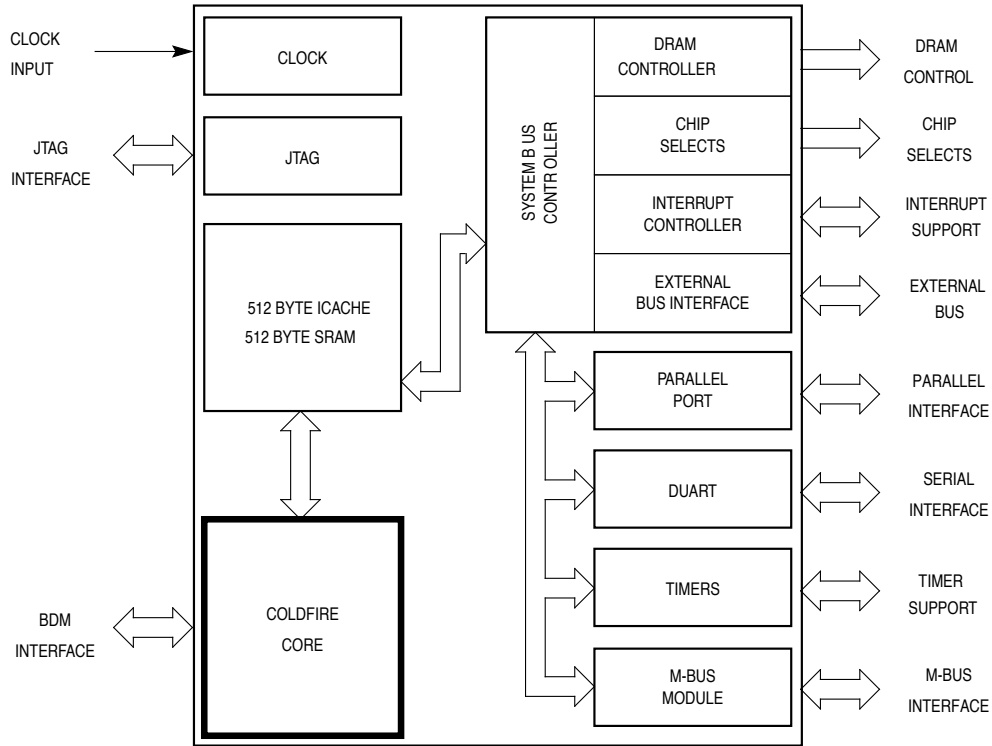 CLOCK
INPUT
CLOCK
JTAG
INTERFACE
JTAG
512 BYTE ICACHE
512 BYTE SRAM
BDM
INTERFACE
COLDFIRE
CORE
SYSTEM B US
CONTR OLLER
DRAM
CONTROLLER
CHIP
SELECTS
INTERRUPT
CONTROLLER
EXTERNAL
BUS INTERFACE
PARALLEL
PORT
DUART
TIMERS
M-BUS
MODULE
DRAM
CONTROL
CHIP
SELECTS
INTERRUPT
SUPPORT
EXTERNAL
BUS
PARALLEL
INTERFACE
SERIAL
INTERFACE
TIMER
SUPPORT
M-BUS
INTERFACE